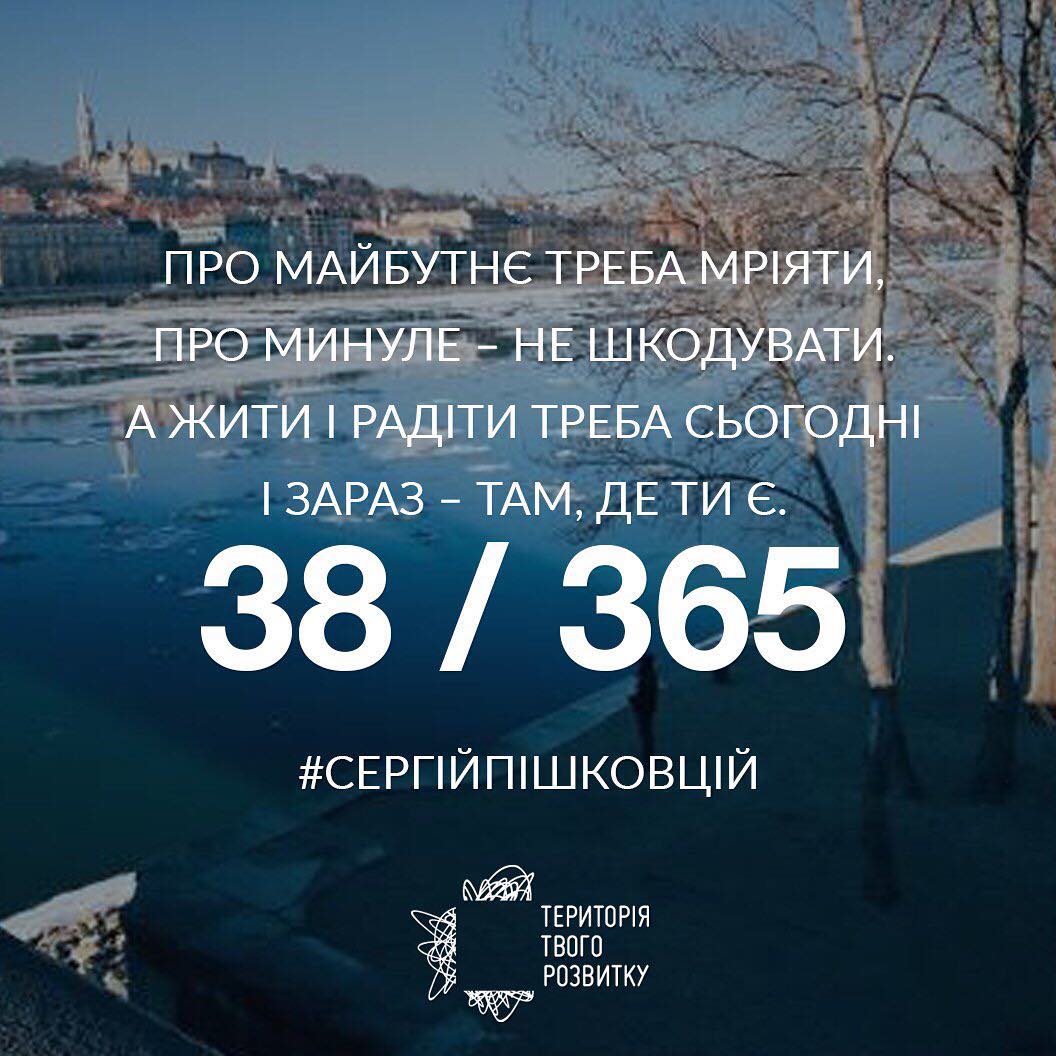 ПРО МАЙБУТНЄ ТРЕБА МРІЯТИ,
ПРО МИНУЛЕ – НЕ ШКОДУВАТИ.
А ЖИТИ І РАДІТИ ТРЕБА СЬОГОДНІ
І ЗАРАЗ – ТАМ, ДЕ ТИ Є.
38 / 365
#СЕРГІЙПІШКОВЦІЙ
ТЕРИТОРІЯ
ТВОГО
РОЗВИТКУ